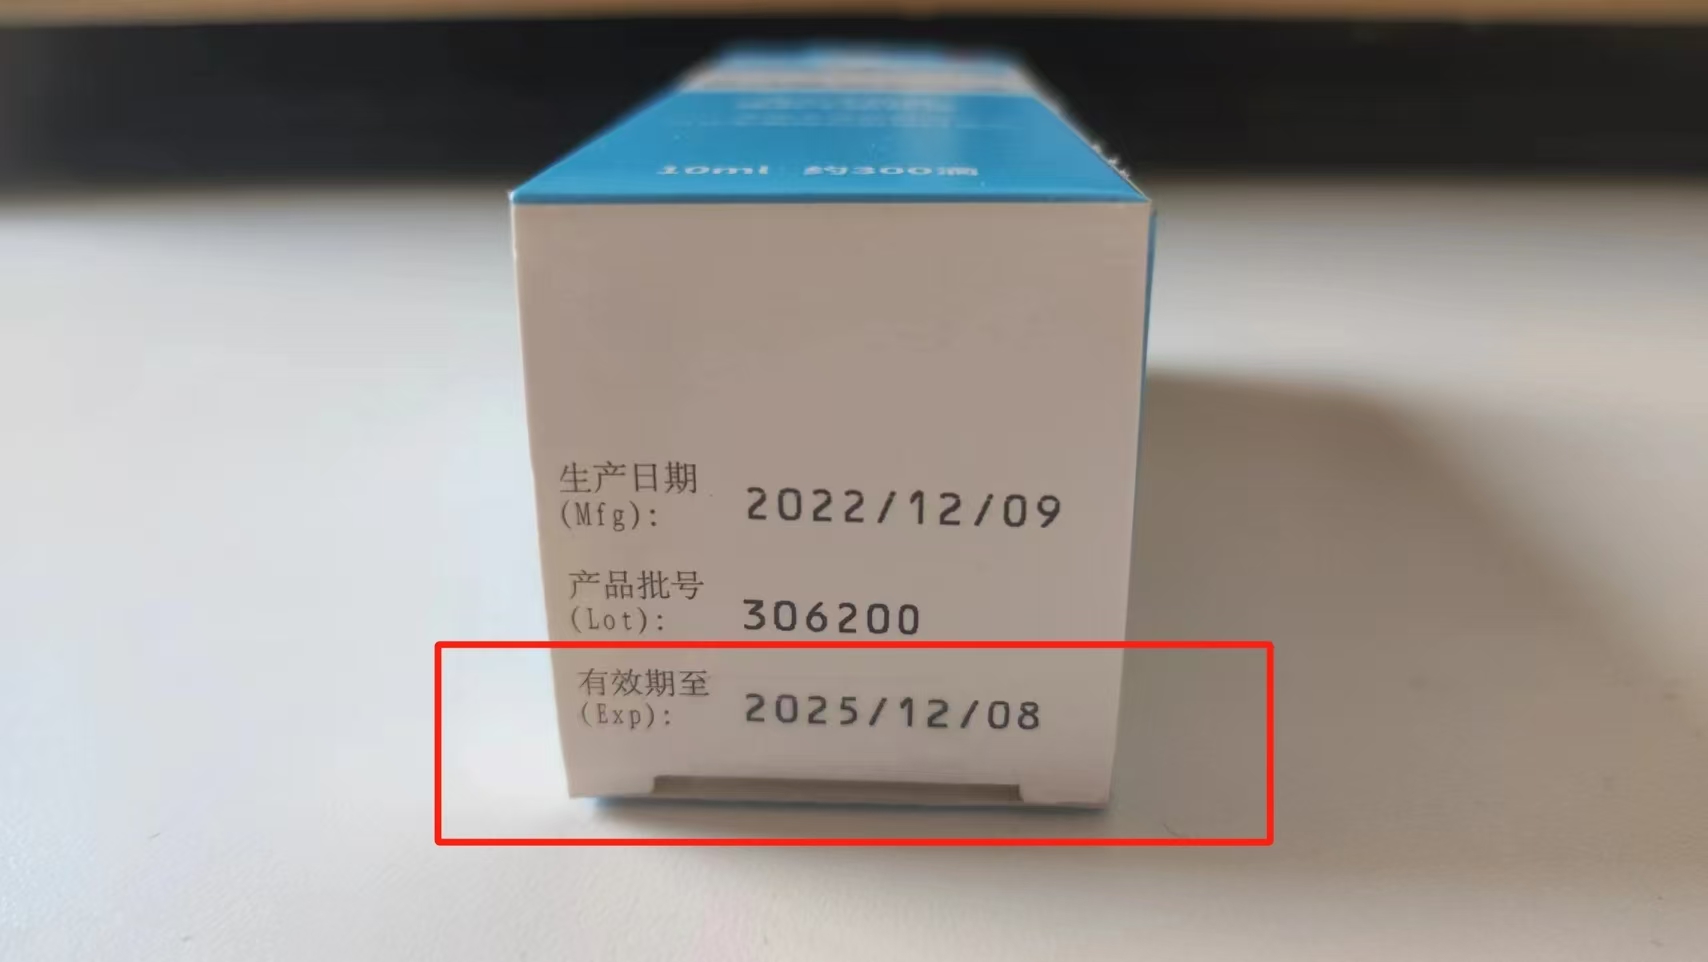 10ml 约300滴
生产日期
(Mfg): 2022/12/09
产品批号
(Lot): 306200
有效期至
(Exp): 2025/12/08